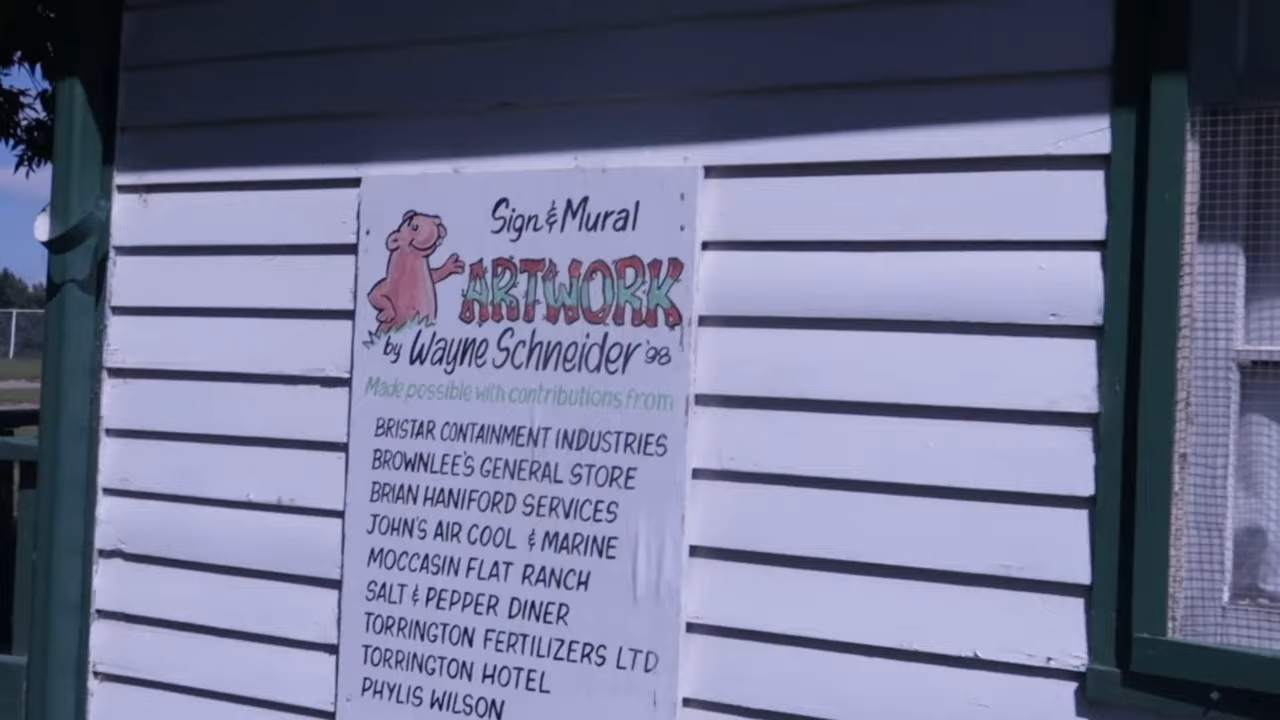 Sign & Mural
ARTWORK
by Wayne Schneider '98
Made possible with contributions from
BRISTAR CONTAINMENT INDUSTRIES
BROWNLEE'S GENERAL STORE
BRIAN HANIFORD SERVICES
JOHN'S AIR COOL & MARINE
MOCCASIN FLAT RANCH
SALT & PEPPER DINER
TORRINGTON FERTILIZERS LTD
TORRINGTON HOTEL
PHYLIS WILSON